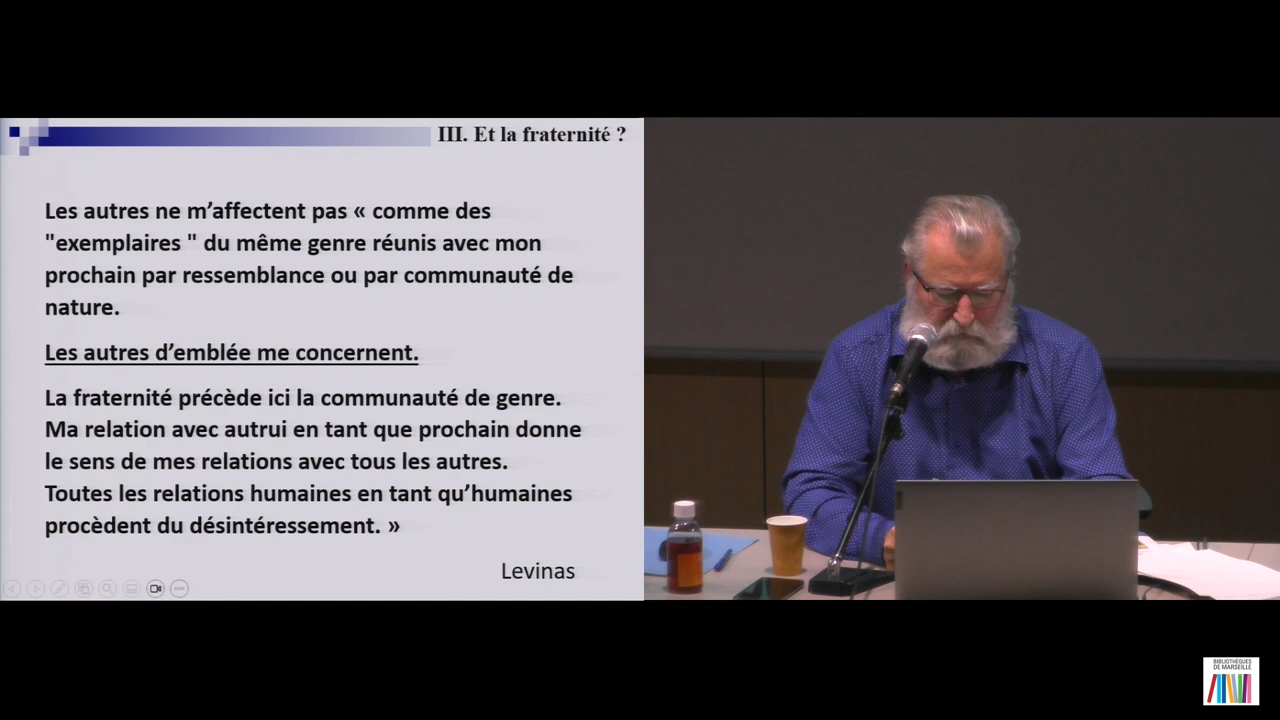 III. Et la fraternité ?
Les autres ne m’affectent pas « comme des
"exemplaires " du même genre réunis avec mon
prochain par ressemblance ou par communauté de
nature.
Les autres d’emblée me concernent.
La fraternité précède ici la communauté de genre.
Ma relation avec autrui en tant que prochain donne
le sens de mes relations avec tous les autres.
Toutes les relations humaines en tant qu’humaines
procèdent du désintéressement. »
Levinas
BIBLIOTHÈQUES
DE MARSEILLE